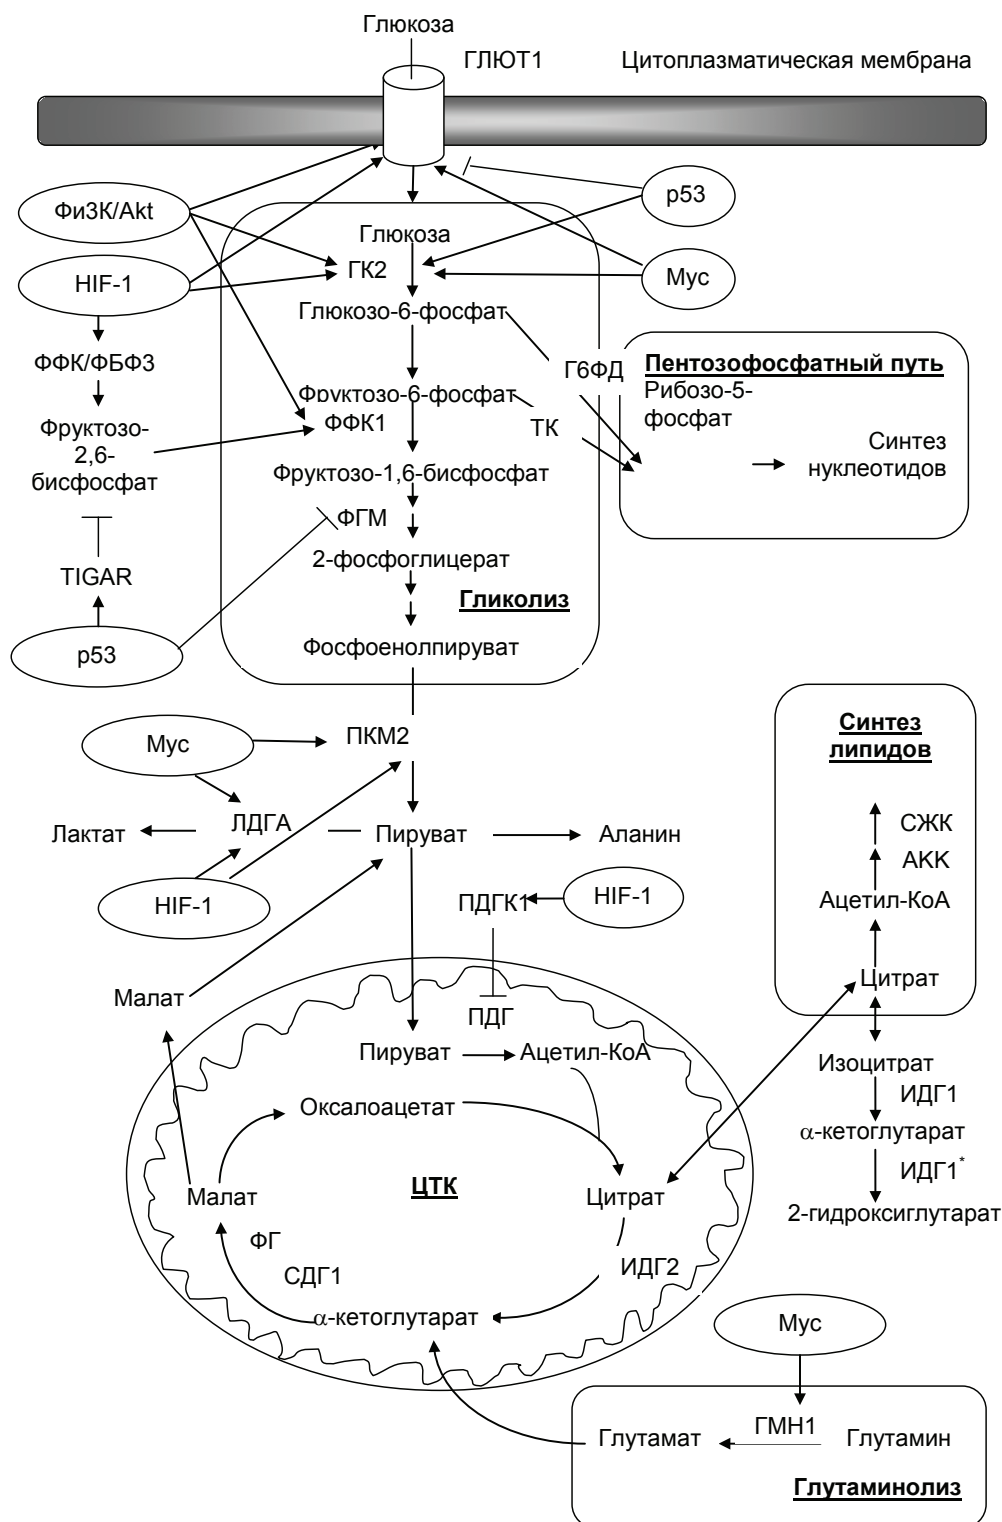 Глюкоза
ГЛЮТ1
Цитоплазматическая мембрана
Фи3К/Akt
p53
Глюкоза
ГК2
HIF-1
Myc
Глюкозо-6-фосфат
ФФК/ФБФ3
Г6ФД
Пентозофосфатный путь
Рибозо-5-
фосфат
Фруктозо-6-фосфат
ФФК1
ТК
Фруктозо-
2,6-
бисфосфат
Синтез
нуклеотидов
Фруктозо-1,6-бисфосфат
ФГМ
2-фосфоглицерат
TIGAR
Гликолиз
p53
Фосфоенолпируват
Myc
ПКМ2
Синтез
липидов
Лактат
ЛДГА
Пируват
Аланин
СЖК
АКК
HIF-1
ПДГК1
HIF-1
Ацетил-КоА
Малат
Цитрат
ПДГ
Пируват
Ацетил-КоА
Изоцитрат
ИДГ1
Оксалоацетат
α-кетоглутарат
ИДГ1*
Малат
ЦТК
Цитрат
2-гидроксиглутарат
ФГ
СДГ1
ИДГ2
α-кетоглутарат
Myc
Глутамат
ГМН1
Глутамин
Глутаминолиз